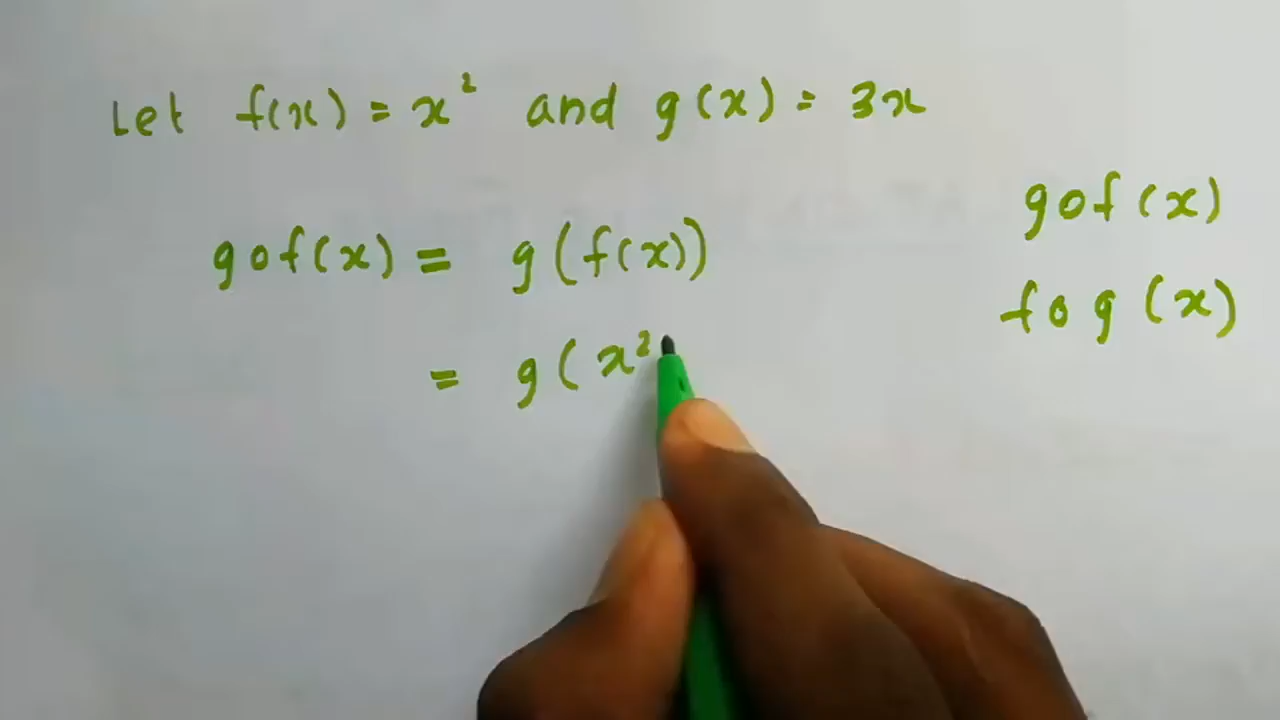 Let f(x) = x² and g(x) = 3x
gof(x) = g(f(x))
= g(x²
gof(x)
fog(x)